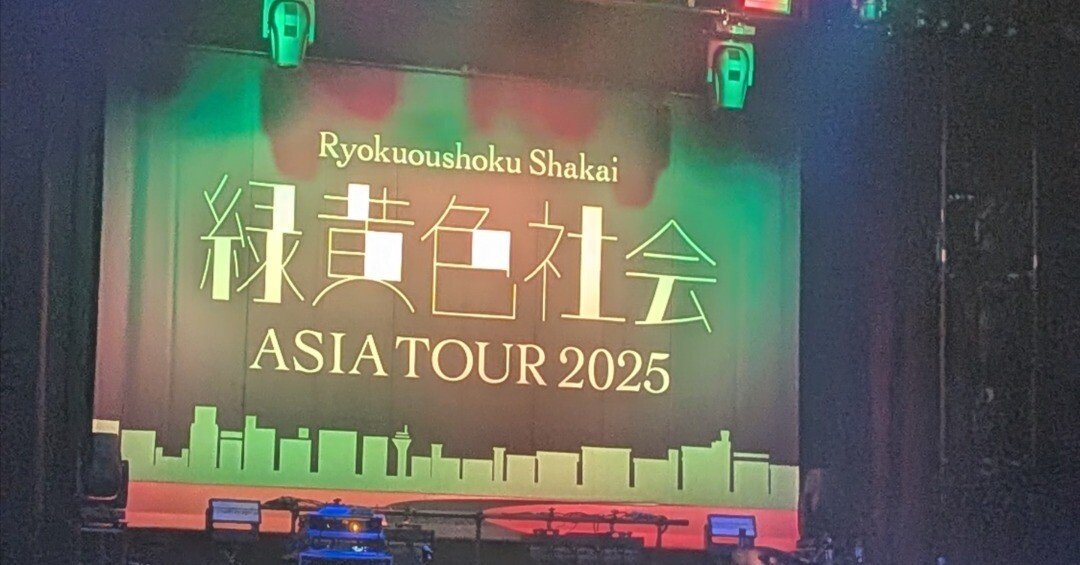 Ryokuoushoku Shakai
緑黄色社会
ASIA TOUR 2025